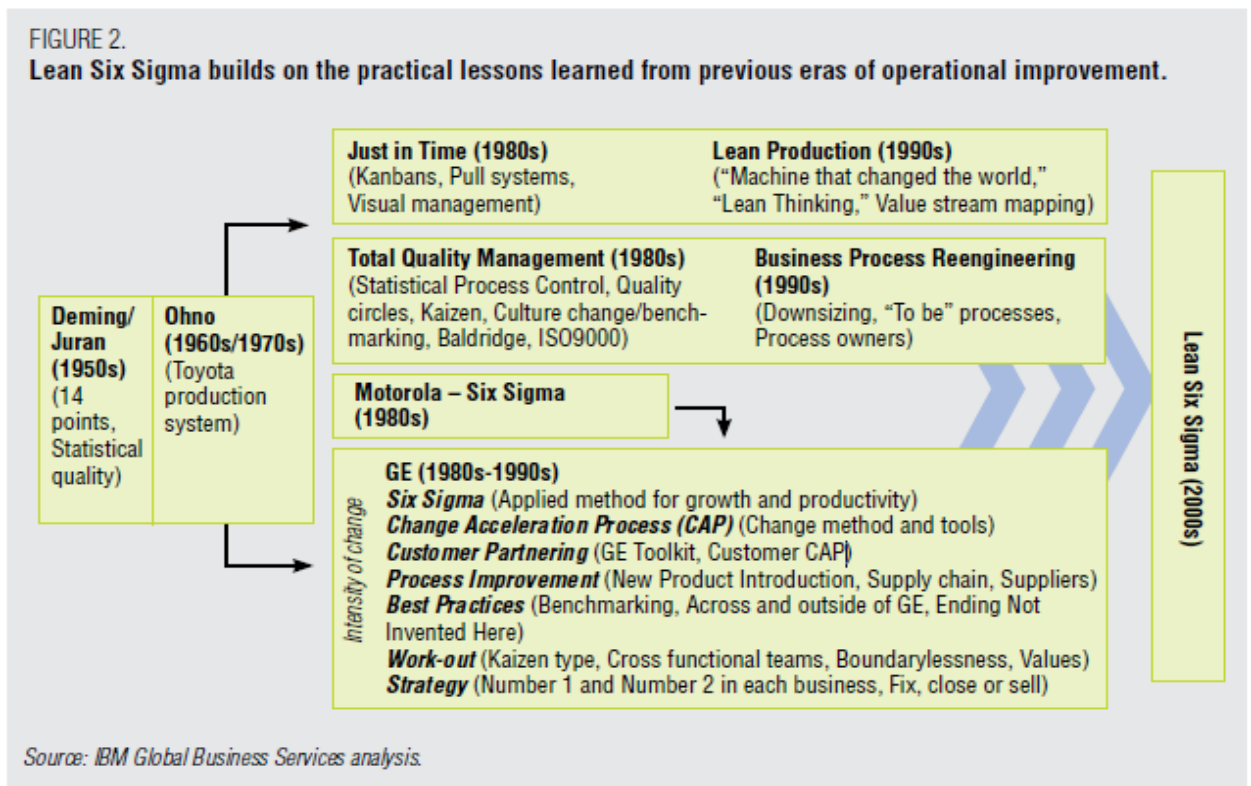 FIGURE 2.
Lean Six Sigma builds on the practical lessons learned from previous eras of operational improvement.
Deming/
Juran
(1950s)
(14
points,
Statistical
quality)
Ohno
(1960s/1970s)
(Toyota
production
system)
Just in Time (1980s)
(Kanbans, Pull systems,
Visual management)
Lean Production (1990s)
(“Machine that changed the world,”
“Lean Thinking,” Value stream mapping)
Total Quality Management (1980s)
(Statistical Process Control, Quality
circles, Kaizen, Culture change/bench-
marking, Baldridge, ISO9000)
Business Process Reengineering
(1990s)
(Downsizing, “To be” processes,
Process owners)
Motorola – Six Sigma
(1980s)
Intensity of change
GE (1980s-1990s)
Six Sigma (Applied method for growth and productivity)
Change Acceleration Process (CAP) (Change method and tools)
Customer Partnering (GE Toolkit, Customer CAP)
Process Improvement (New Product Introduction, Supply chain, Suppliers)
Best Practices (Benchmarking, Across and outside of GE, Ending Not
Invented Here)
Work-out (Kaizen type, Cross functional teams, Boundarylessness, Values)
Strategy (Number 1 and Number 2 in each business, Fix, close or sell)
Lean Six Sigma (2000s)
Source: IBM Global Business Services analysis.